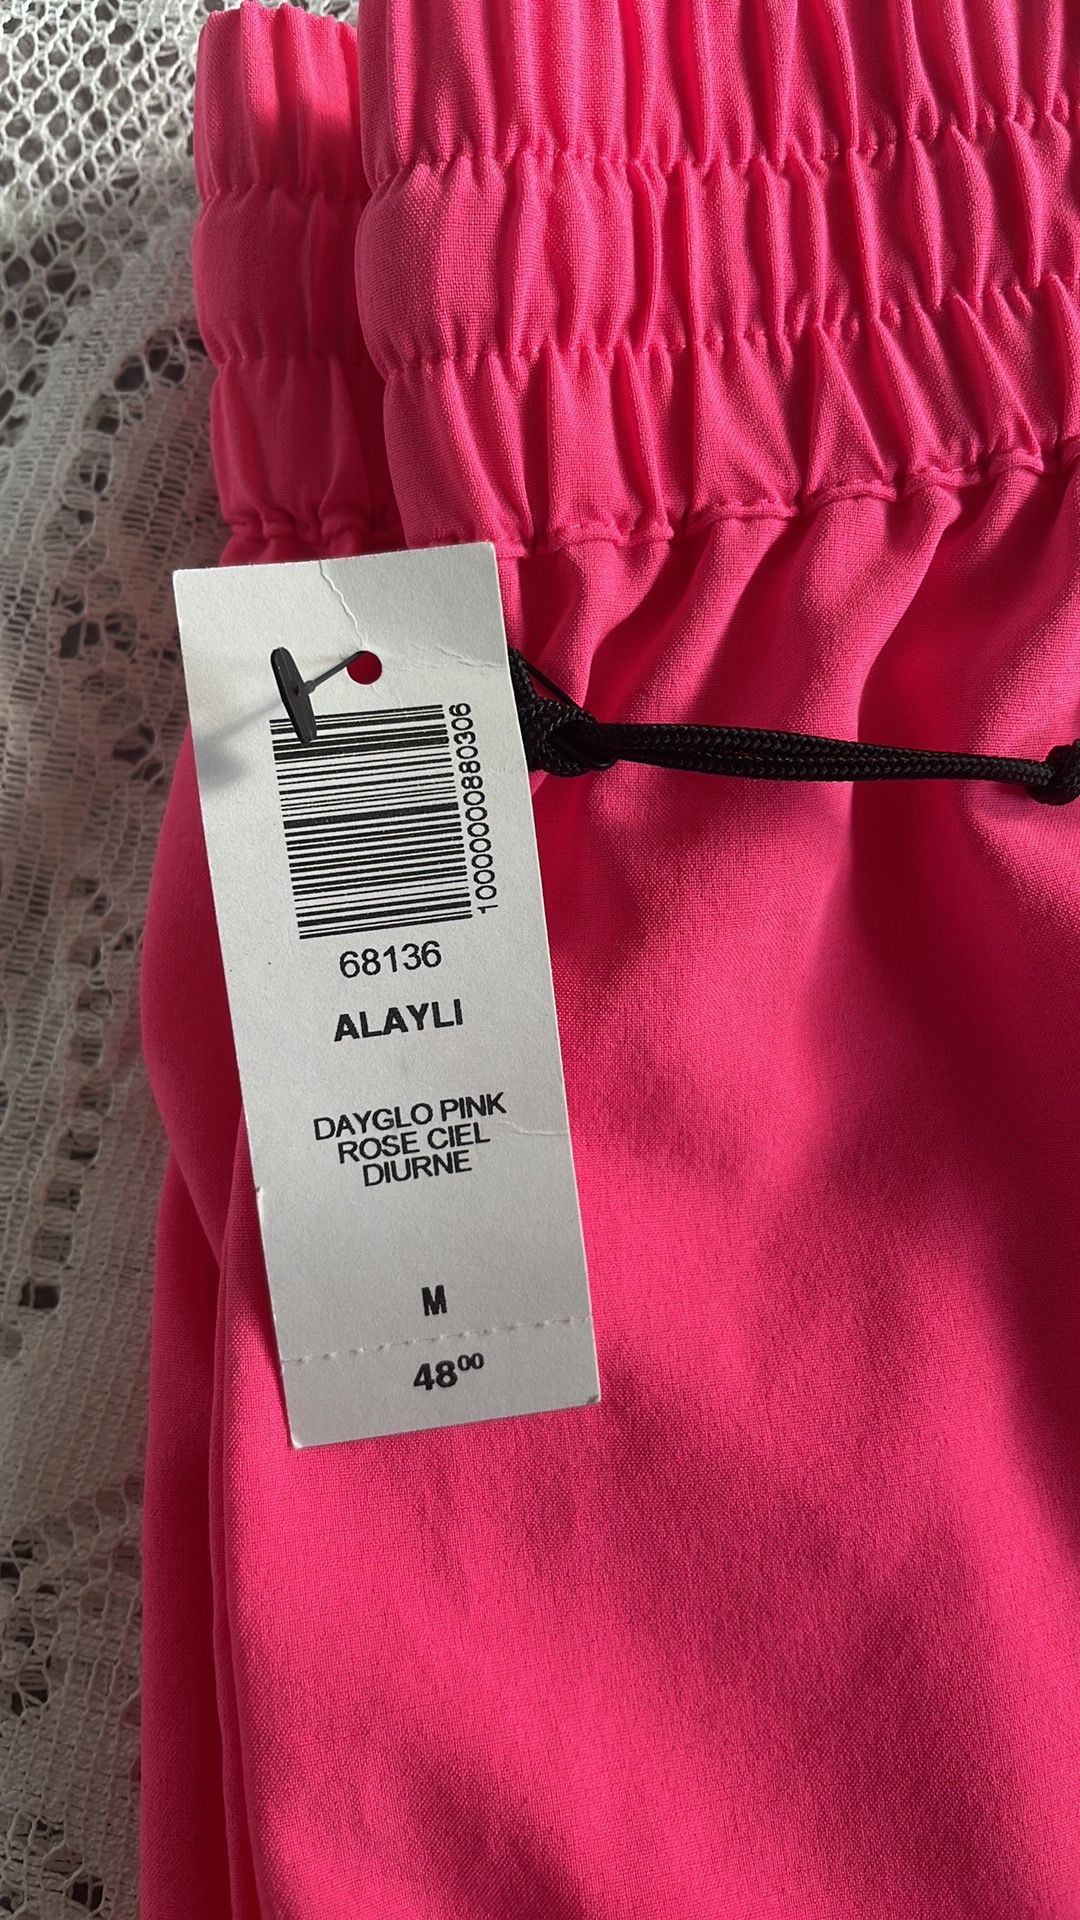 1000000880306
68136
ALAYLI
DAYGLO PINK
ROSE CIEL
DIURNE
M
48⁰⁰